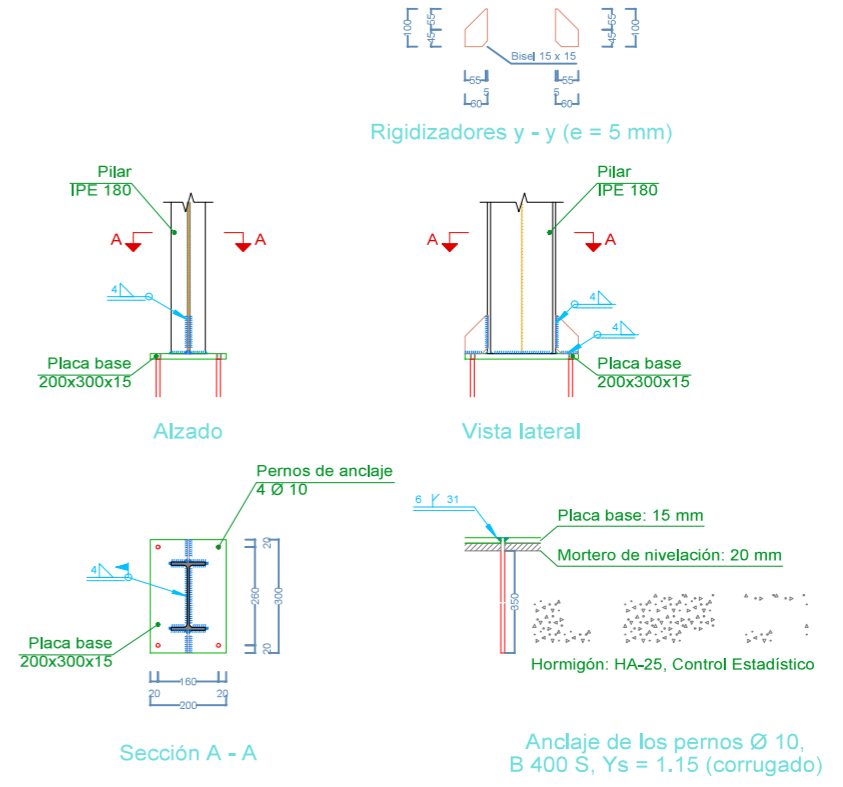 100
45
55
45
55
100
Bisel 15 x 15
55
5
60
55
5
60
Rigidizadores y - y (e = 5 mm)
Pilar
IPE 180
A
A
4
Placa base
200x300x15
Alzado
Pilar
IPE 180
A
A
4
4
Placa base
200x300x15
Vista lateral
Pernos de anclaje
4 Ø 10
4
20
260
300
20
Placa base
200x300x15
160
20
20
200
Sección A - A
6
31
Placa base: 15 mm
Mortero de nivelación: 20 mm
350
Hormigón: HA-25, Control Estadístico
Anclaje de los pernos Ø 10,
B 400 S, Ys = 1.15 (corrugado)